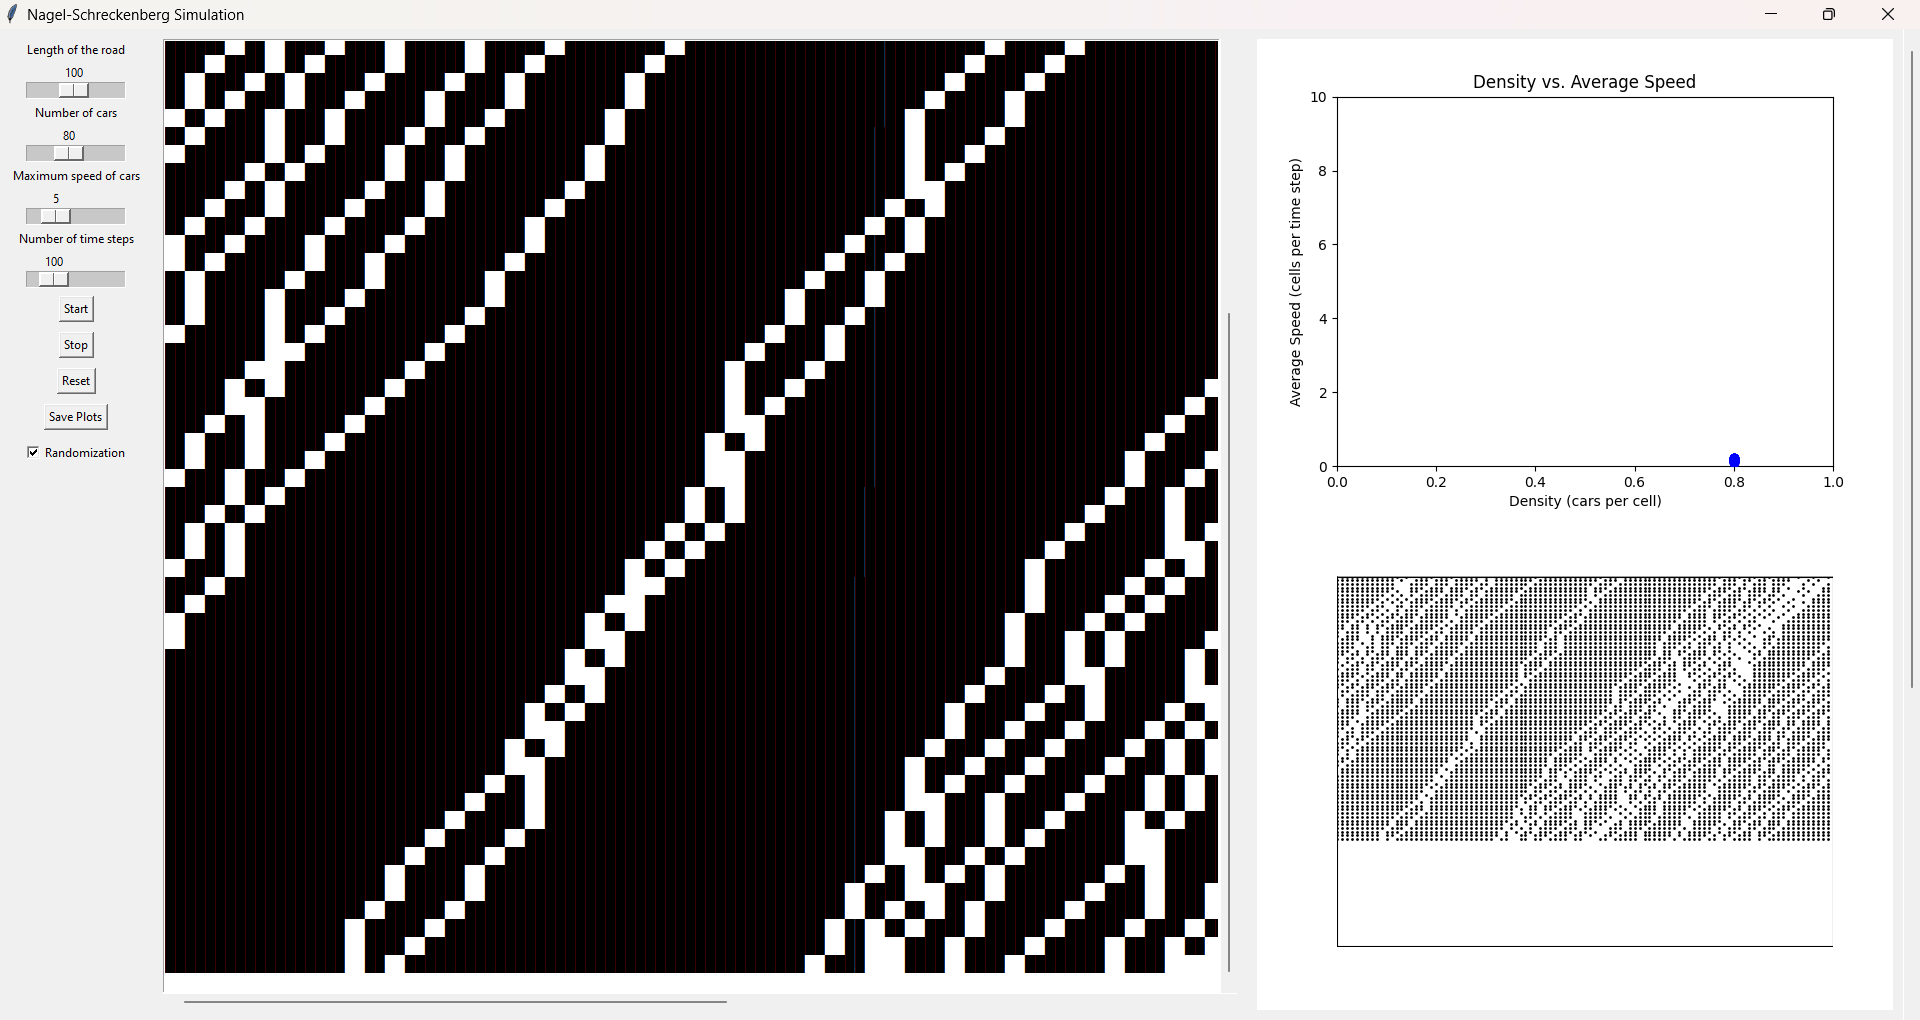 Nagel-Schreckenberg Simulation
Length of the road
100
Number of cars
80
Maximum speed of cars
5
Number of time steps
100
Start
Stop
Reset
Save Plots
Randomization
Density vs. Average Speed
10
8
6
4
2
0
Average Speed (cells per time step)
0.0 0.2 0.4 0.6 0.8 1.0
Density (cars per cell)